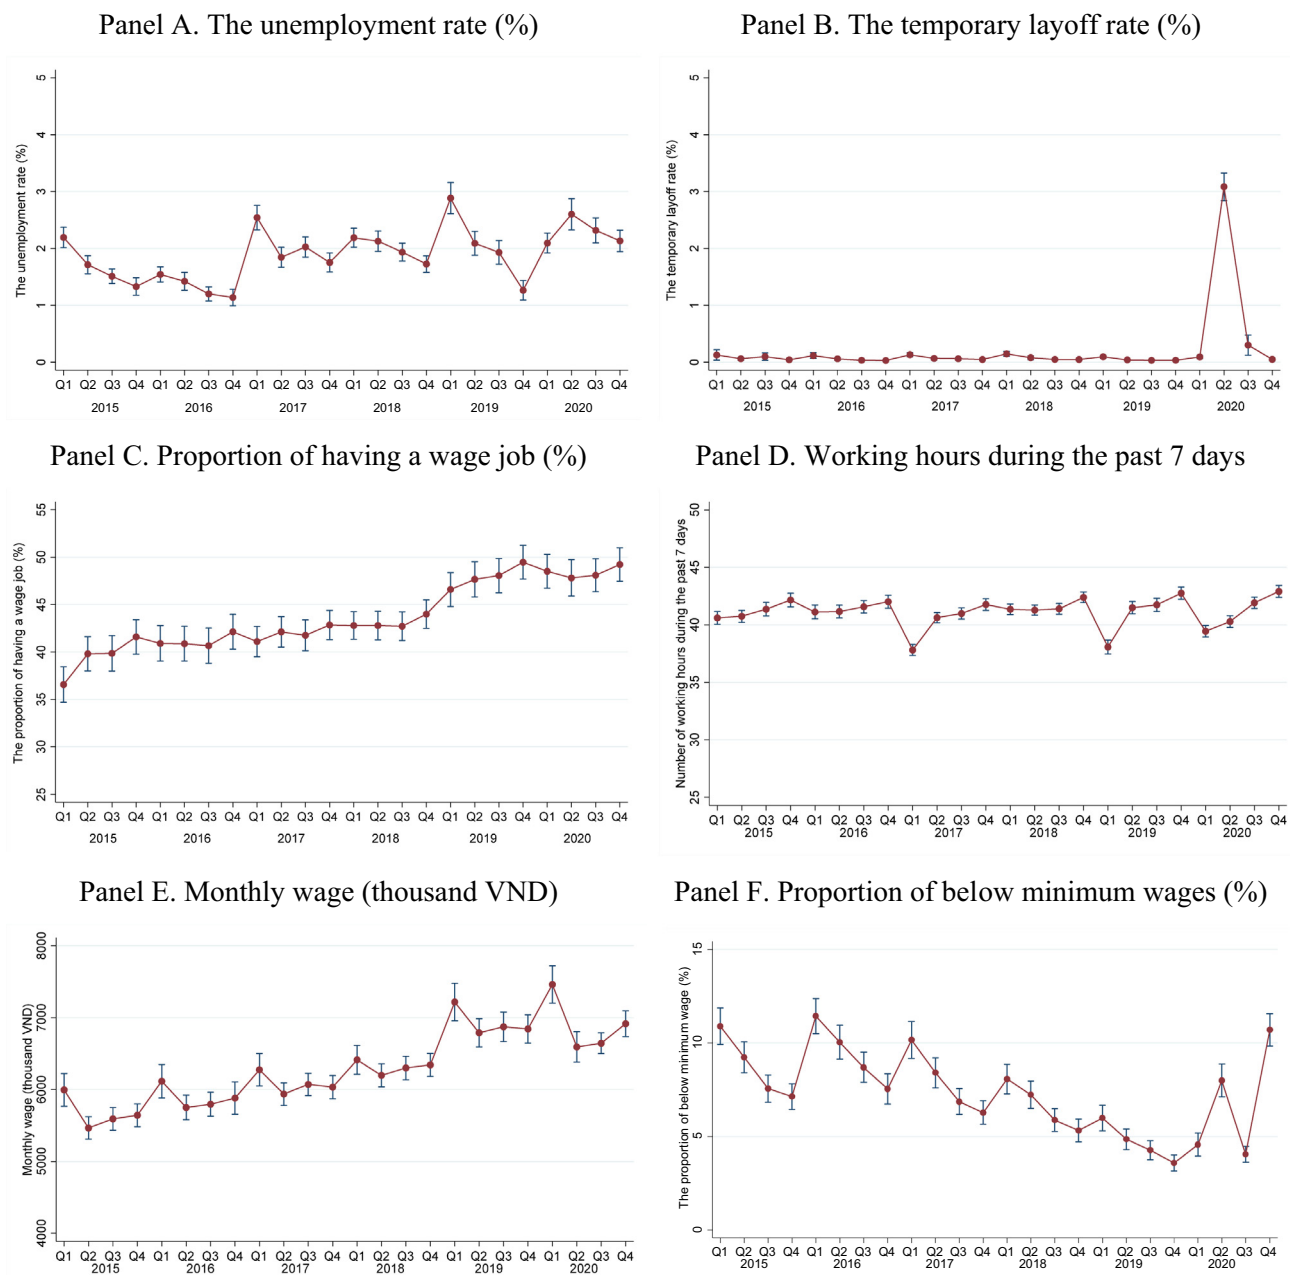 Panel A. The unemployment rate (%)
The unemployment rate (%)
5
4
3
2
1
0
Q1 Q2 Q3 Q4 Q1 Q2 Q3 Q4 Q1 Q2 Q3 Q4 Q1 Q2 Q3 Q4 Q1 Q2 Q3 Q4 Q1 Q2 Q3 Q4
2015 2016 2017 2018 2019 2020
Panel B. The temporary layoff rate (%)
The temporary layoff rate (%)
5
4
3
2
1
0
Q1 Q2 Q3 Q4 Q1 Q2 Q3 Q4 Q1 Q2 Q3 Q4 Q1 Q2 Q3 Q4 Q1 Q2 Q3 Q4 Q1 Q2 Q3 Q4
2015 2016 2017 2018 2019 2020
Panel C. Proportion of having a wage job (%)
The proportion of having a wage job (%)
55
50
45
40
35
30
25
Q1 Q2 Q3 Q4 Q1 Q2 Q3 Q4 Q1 Q2 Q3 Q4 Q1 Q2 Q3 Q4 Q1 Q2 Q3 Q4 Q1 Q2 Q3 Q4
2015 2016 2017 2018 2019 2020
Panel D. Working hours during the past 7 days
Number of working hours during the past 7 days
50
45
40
35
30
25
Q1 Q2 Q3 Q4 Q1 Q2 Q3 Q4 Q1 Q2 Q3 Q4 Q1 Q2 Q3 Q4 Q1 Q2 Q3 Q4 Q1 Q2 Q3 Q4
2015 2016 2017 2018 2019 2020
Panel E. Monthly wage (thousand VND)
Monthly wage (thousand VND)
8000
7000
6000
5000
4000
Q1 Q2 Q3 Q4 Q1 Q2 Q3 Q4 Q1 Q2 Q3 Q4 Q1 Q2 Q3 Q4 Q1 Q2 Q3 Q4 Q1 Q2 Q3 Q4
2015 2016 2017 2018 2019 2020
Panel F. Proportion of below minimum wages (%)
The proportion of below minimum wage (%)
15
10
5
0
Q1 Q2 Q3 Q4 Q1 Q2 Q3 Q4 Q1 Q2 Q3 Q4 Q1 Q2 Q3 Q4 Q1 Q2 Q3 Q4 Q1 Q2 Q3 Q4
2015 2016 2017 2018 2019 2020